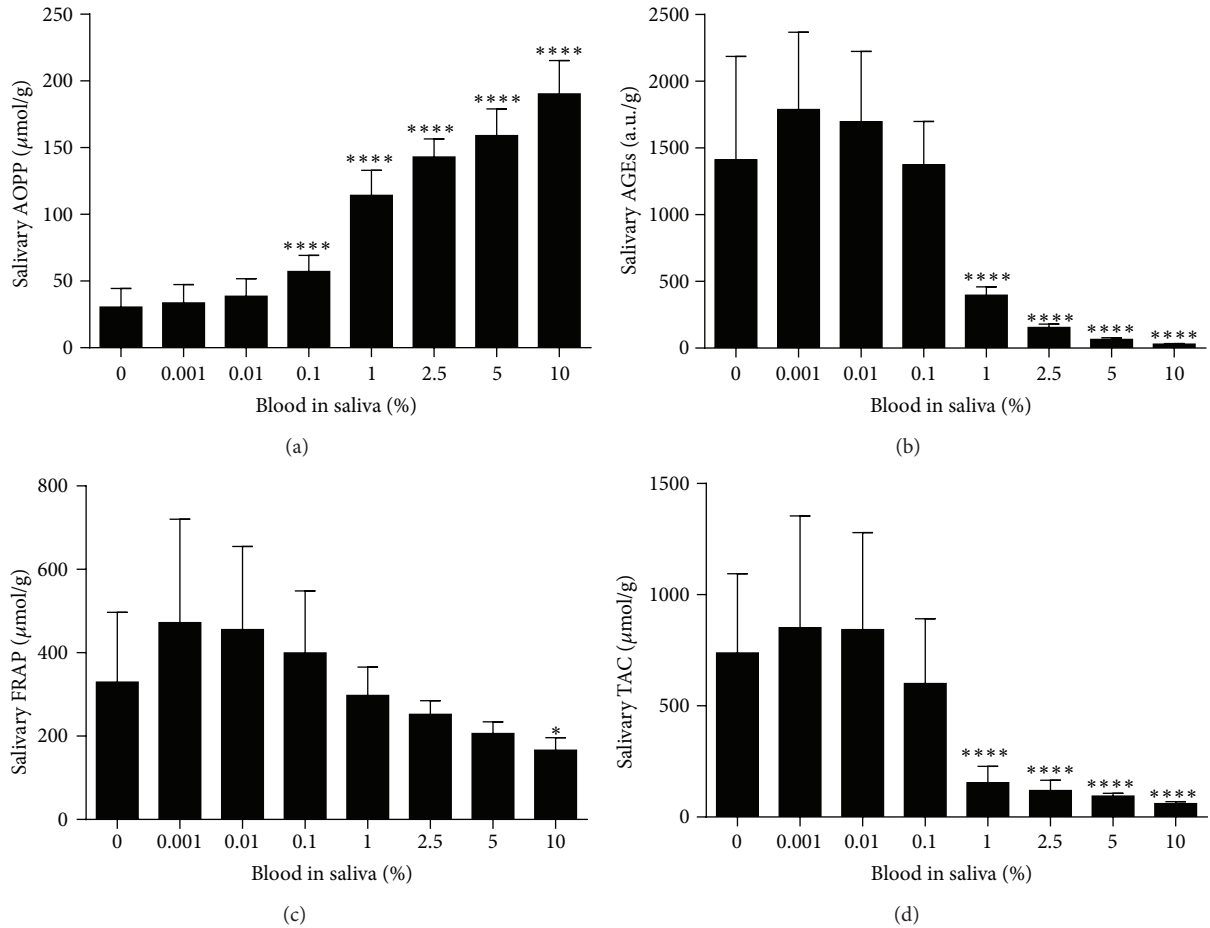 Salivary AOPP (μmol/g)
250
200
150
100
50
0
****
****
****
****
****
0 0.001 0.01 0.1 1 2.5 5 10
Blood in saliva (%)
(a)
Salivary AGEs (a.u./g)
2500
2000
1500
1000
500
0
****
****
****
****
0 0.001 0.01 0.1 1 2.5 5 10
Blood in saliva (%)
(b)
Salivary FRAP (μmol/g)
800
600
400
200
0
*
0 0.001 0.01 0.1 1 2.5 5 10
Blood in saliva (%)
(c)
Salivary TAC (μmol/g)
1500
1000
500
0
****
****
****
****
0 0.001 0.01 0.1 1 2.5 5 10
Blood in saliva (%)
(d)